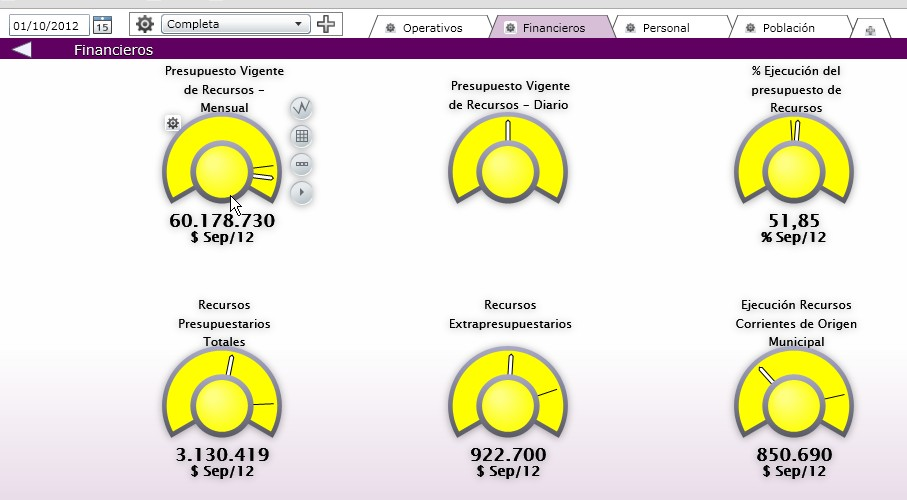 01/10/2012
15
Completa
Operativos
Financieros
Personal
Población
Financieros
Presupuesto Vigente
de Recursos -
Mensual
60.178.730
$ Sep/12
Presupuesto Vigente
de Recursos - Diario
% Ejecución del
presupuesto de
Recursos
51,85
% Sep/12
Recursos
Presupuestarios
Totales
3.130.419
$ Sep/12
Recursos
Extrapresupuestarios
922.700
$ Sep/12
Ejecución Recursos
Corrientes de Origen
Municipal
850.690
$ Sep/12